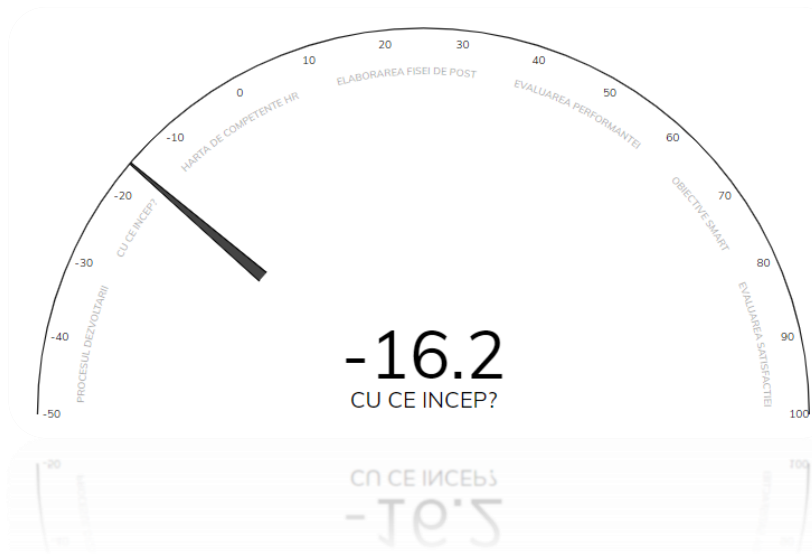 -50
-40
-30
-20
-10
0
10
20
30
40
50
60
70
80
90
100
PROCESUL DEZVOLTARII
CU CE INCEP?
HARTA DE COMPETENTE HR
ELABORAREA FISEI DE POST
EVALUAREA PERFORMANTEI
OBIECTIVE SMART
EVALUAREA SATISFACTIEI
-16.2
CU CE INCEP?